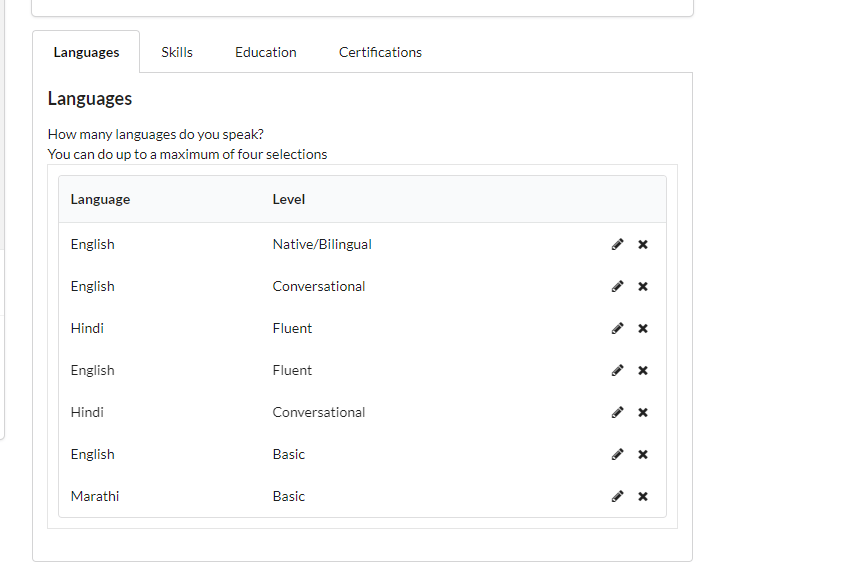 Languages Skills Education Certifications
Languages
How many languages do you speak?
You can do up to a maximum of four selections
Language Level
English Native/Bilingual
English Conversational
Hindi Fluent
English Fluent
Hindi Conversational
English Basic
Marathi Basic